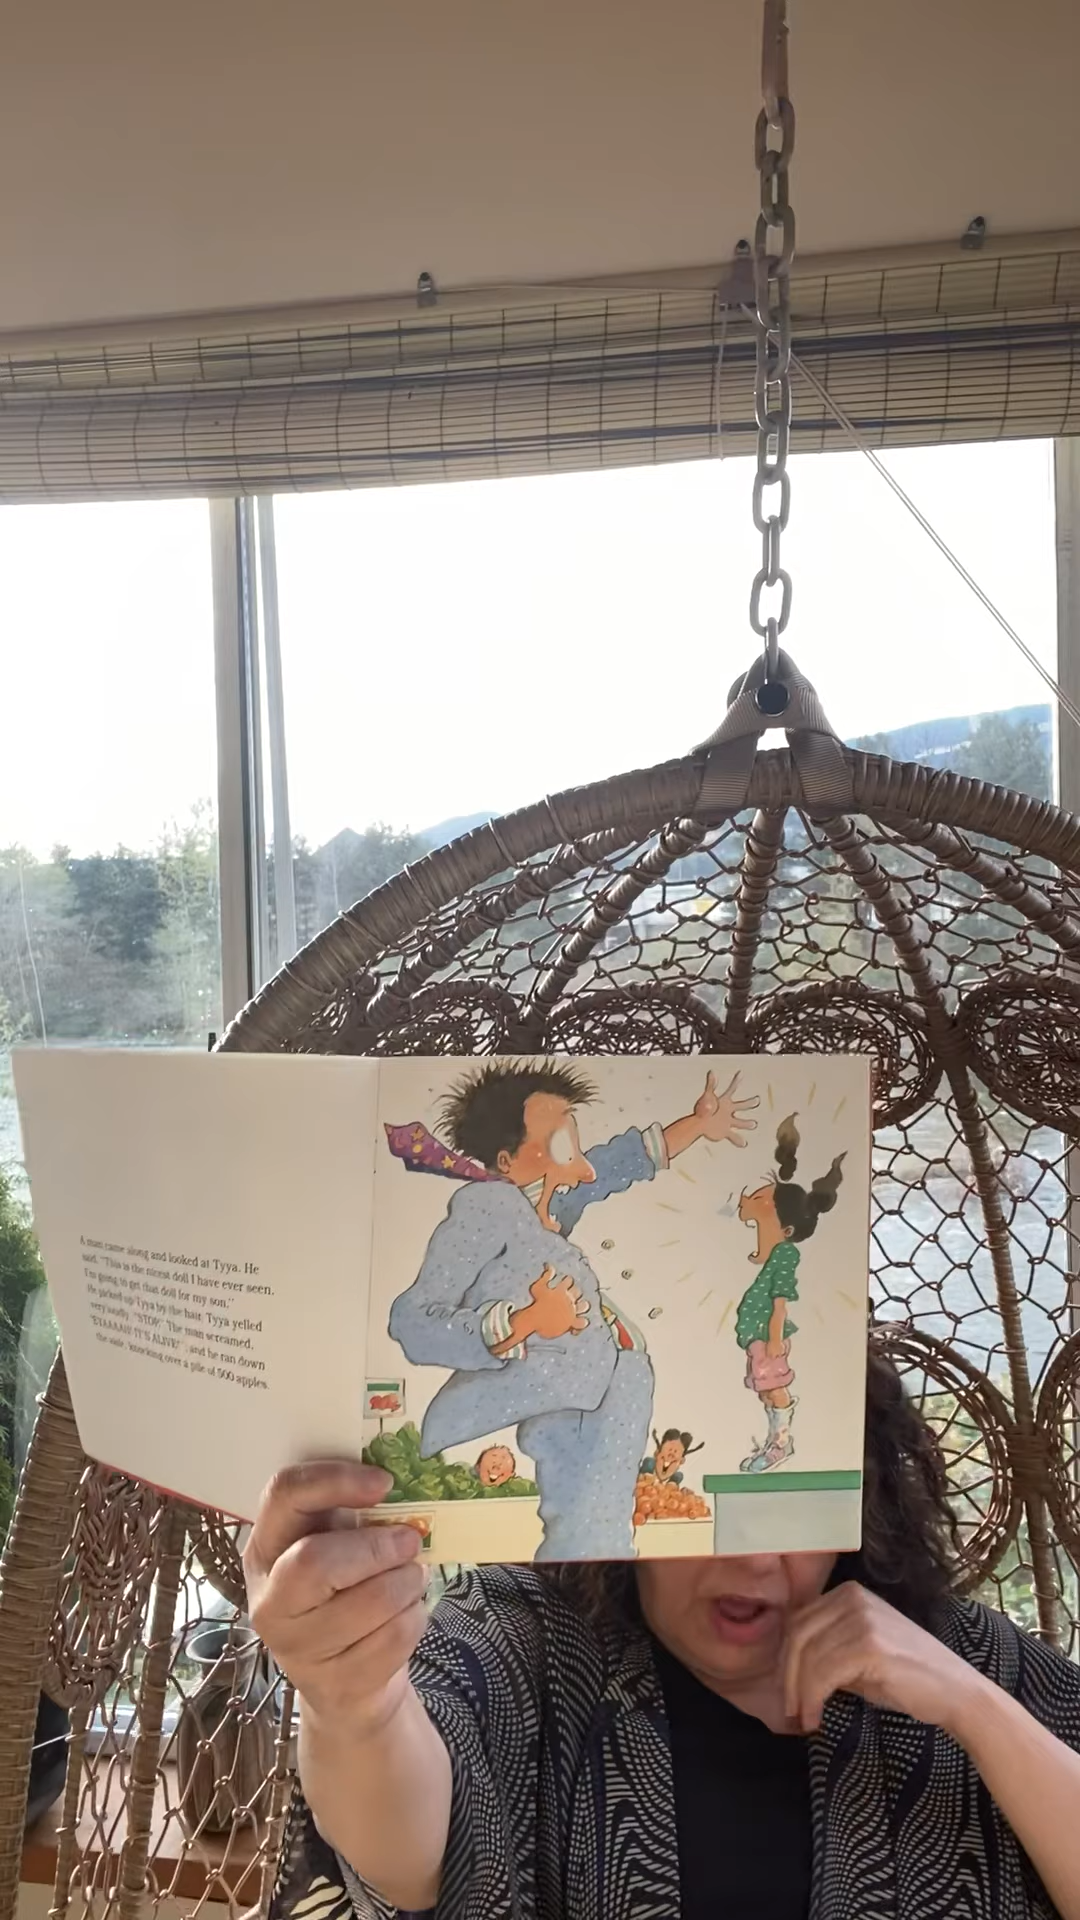 A man came along and looked at Tyya. He
said, "This is the nicest doll I have ever seen.
I'm going to get that doll for my son."
He picked up Tyya by the hair. Tyya yelled
very loudly, "STOP." The man screamed,
"EYAAAAH! IT'S ALIVE!" and he ran down
the aisle, knocking over a pile of 500 apples.